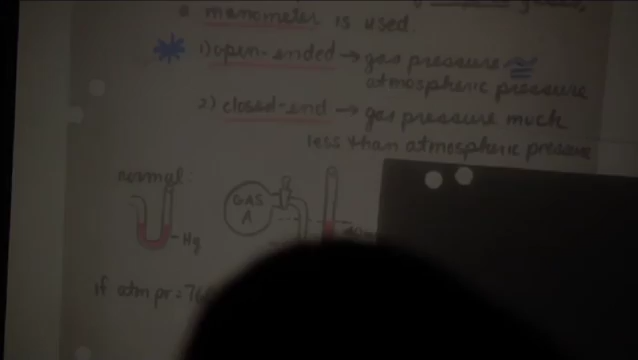 a manometer is used.
1) open-ended → gas pressure ≈
atmospheric pressure
2) closed-end → gas pressure much
less than atmospheric pressure
normal:
GAS
A
Hg
if atm pr = 76